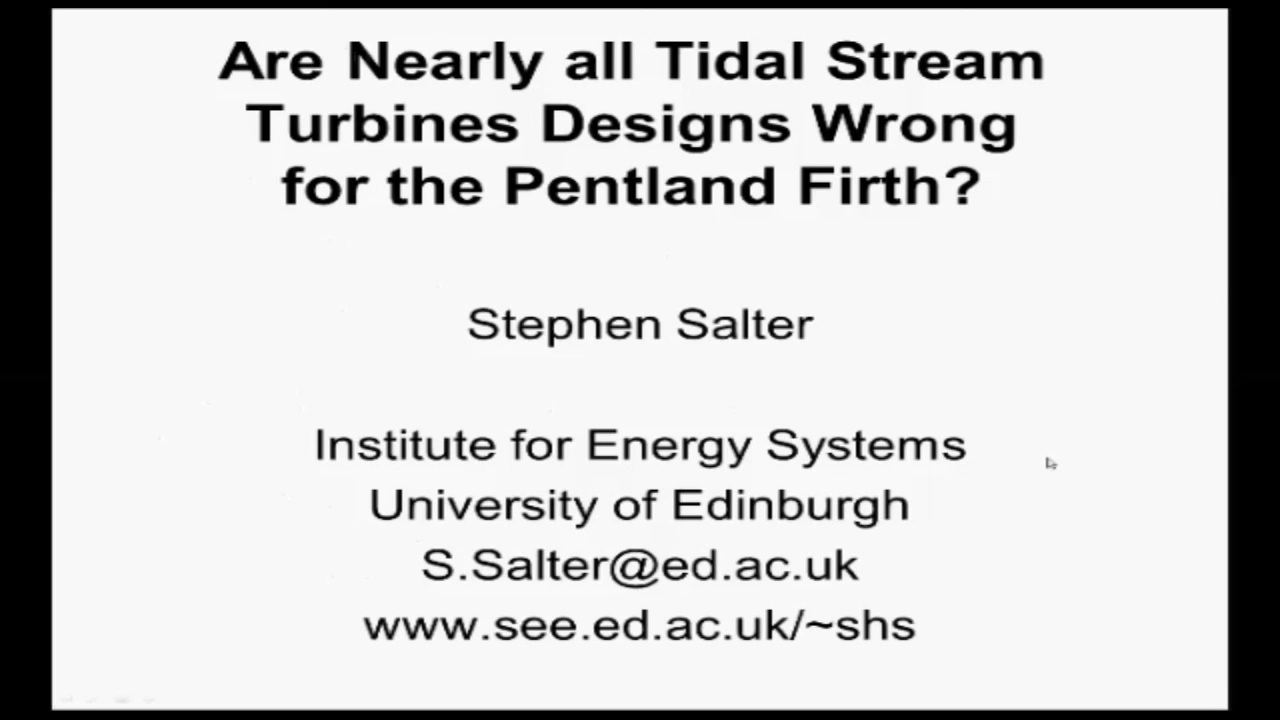 Are Nearly all Tidal Stream
Turbines Designs Wrong
for the Pentland Firth?
Stephen Salter
Institute for Energy Systems
University of Edinburgh
S.Salter@ed.ac.uk
www.see.ed.ac.uk/~shs